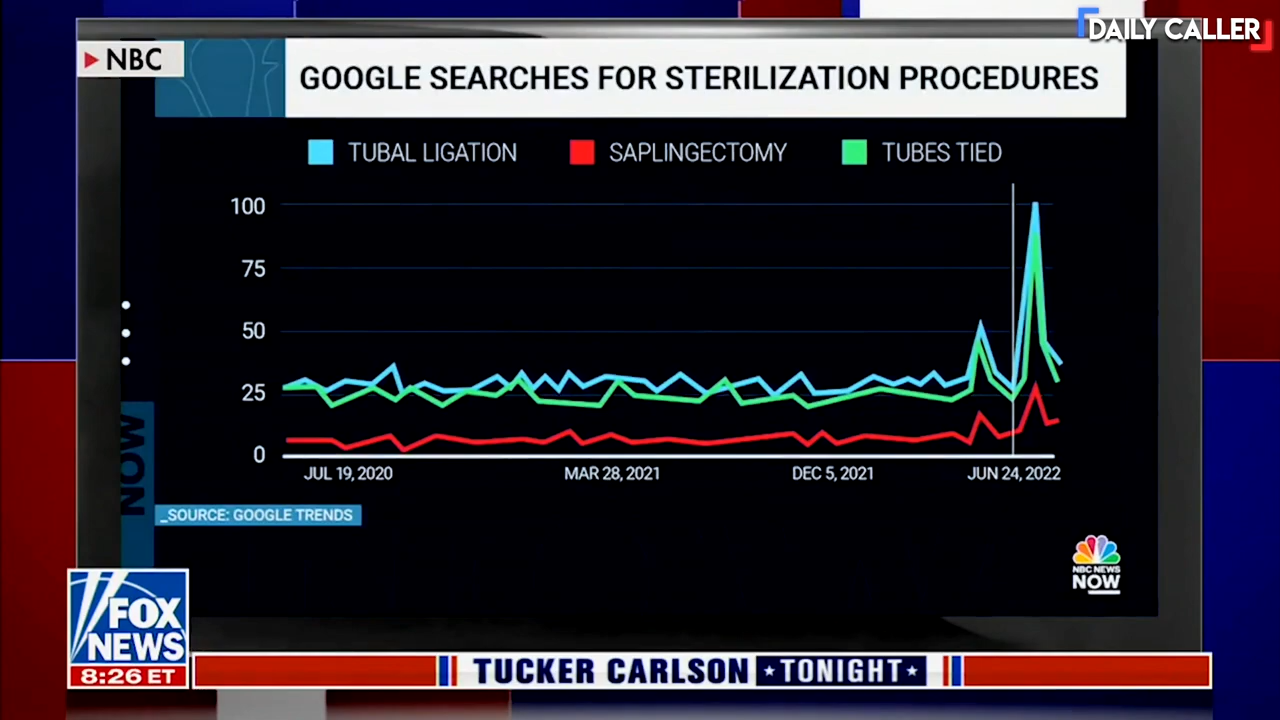 DAILY CALLER
NBC
GOOGLE SEARCHES FOR STERILIZATION PROCEDURES
TUBAL LIGATION
SAPLINGECTOMY
TUBES TIED
100
75
50
25
0
JUL 19, 2020
MAR 28, 2021
DEC 5, 2021
JUN 24, 2022
NOW
_SOURCE: GOOGLE TRENDS
NBC NEWS
NOW
FOX
NEWS
8:26 ET
TUCKER CARLSON TONIGHT